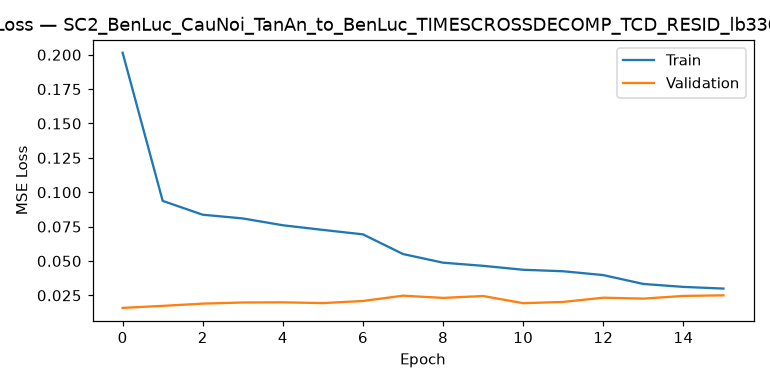 Loss — SC2_BenLuc_CauNoi_TanAn_to_BenLuc_TIMESCROSSDECOMP_TCD_RESID_lb336
Train
Validation
MSE Loss
0.200
0.175
0.150
0.125
0.100
0.075
0.050
0.025
0 2 4 6 8 10 12 14
Epoch